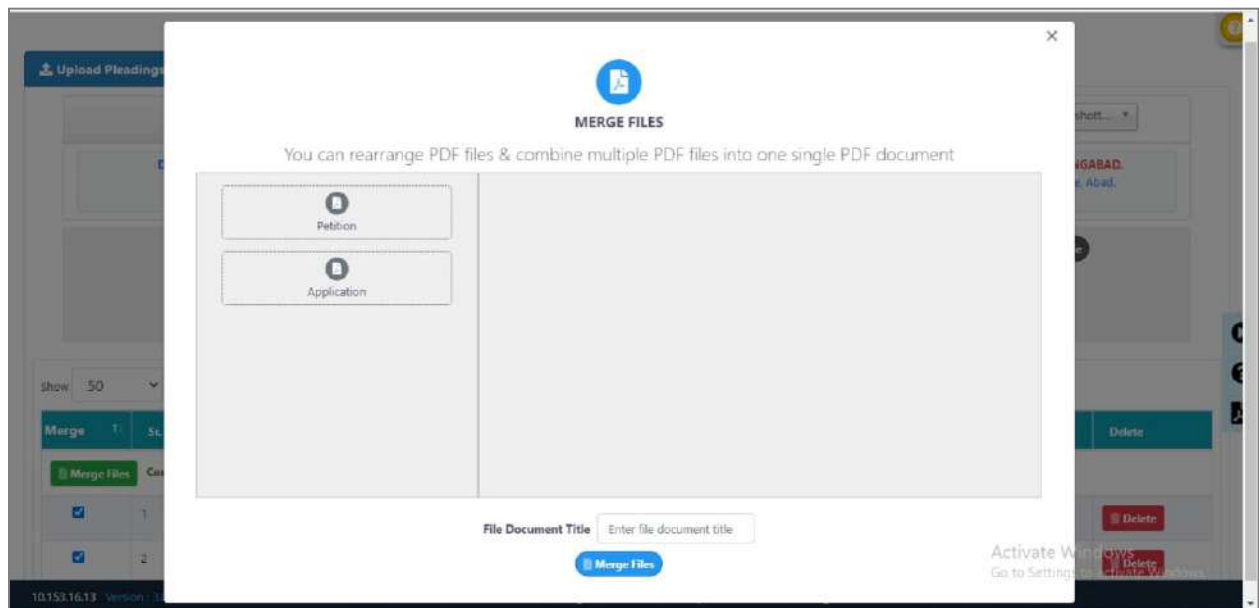 Upload Pleadings
×
MERGE FILES
You can rearrange PDF files & combine multiple PDF files into one single PDF document
Petition
Application
NGABAD.
Abad.
Show 50
Merge
Merge Files
1
2
Delete
Delete
Delete
File Document Title Enter file document title
Merge Files
Activate Windows
Go to Settings to activate Windows.
10.153.16.13 Version : 3.